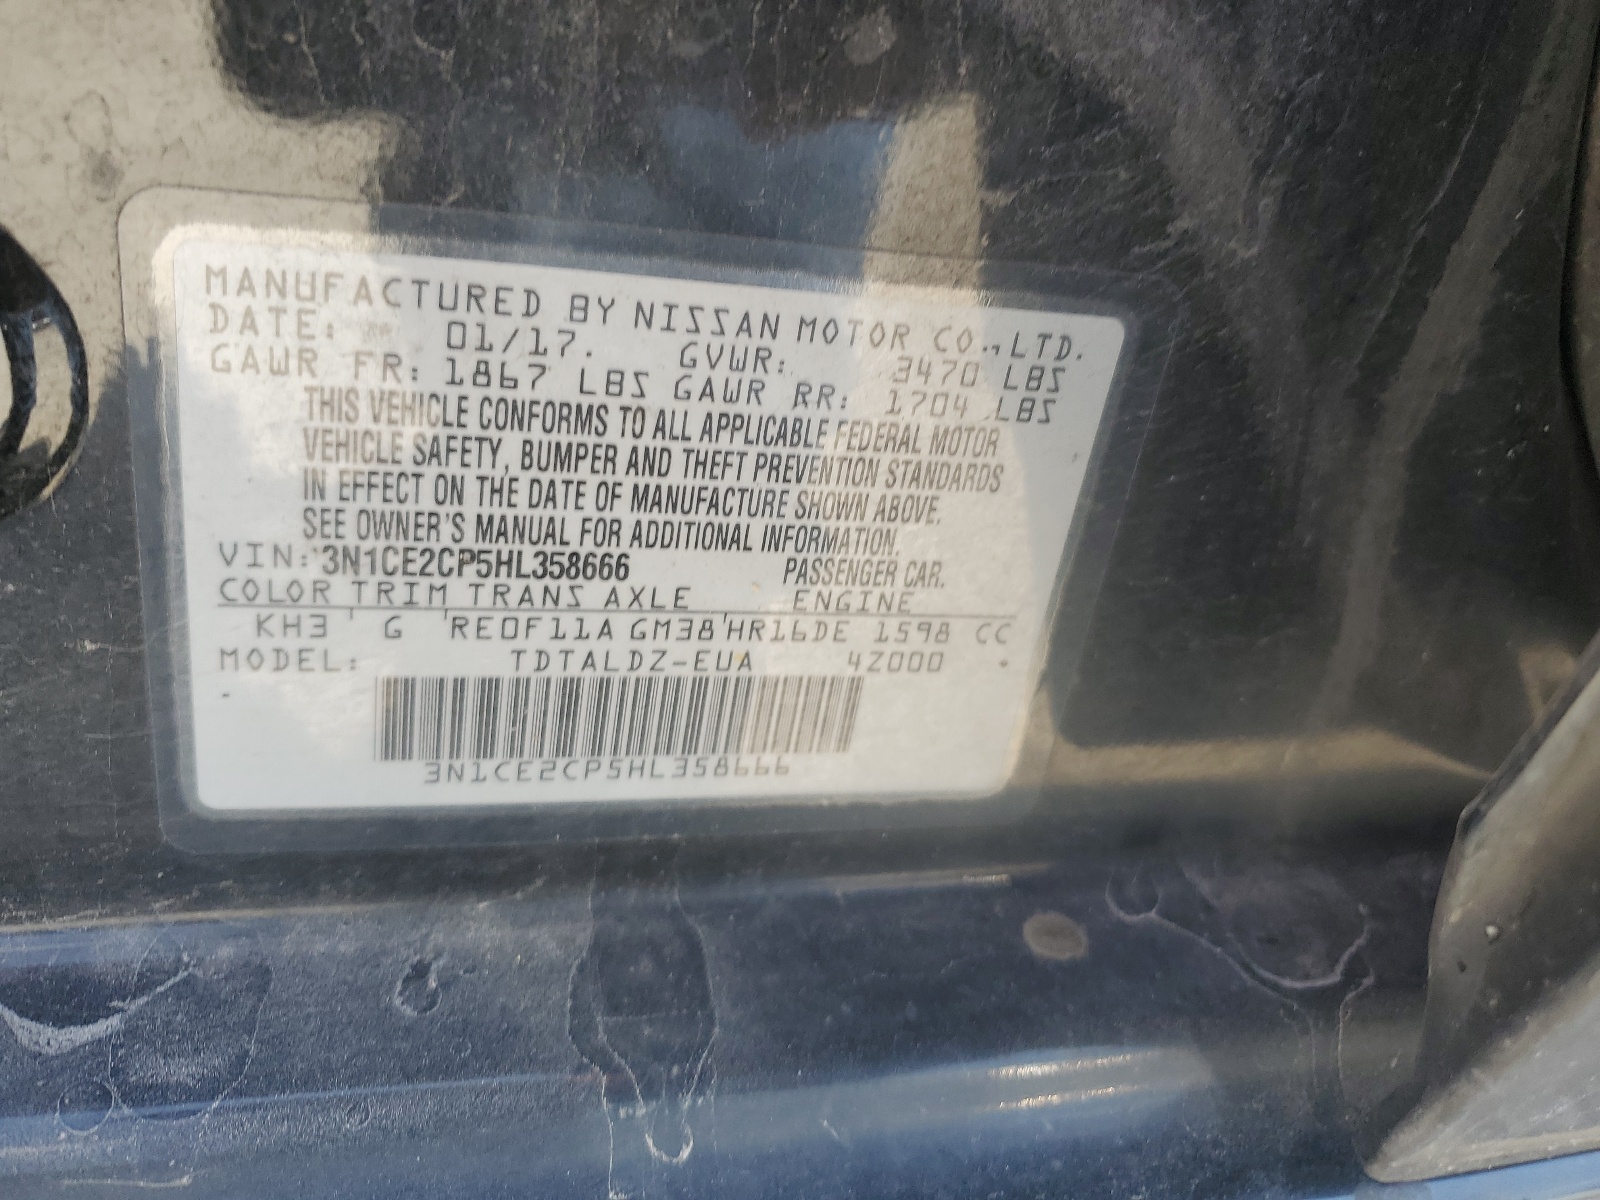 MANUFACTURED BY NISSAN MOTOR CO.,LTD.
DATE: 01/17. GVWR: 3470 LBS
GAWR FR: 1867 LBS GAWR RR: 1704 LBS
THIS VEHICLE CONFORMS TO ALL APPLICABLE FEDERAL MOTOR
VEHICLE SAFETY, BUMPER AND THEFT PREVENTION STANDARDS
IN EFFECT ON THE DATE OF MANUFACTURE SHOWN ABOVE.
SEE OWNER'S MANUAL FOR ADDITIONAL INFORMATION.
VIN: 3N1CE2CP5HL358666 PASSENGER CAR.
COLOR TRIM TRANS AXLE ENGINE
KH3 G RE0F11A GM38 HR16DE 1598 CC
MODEL: TDTALDZ-EUA 4Z000 -
-
3N1CE2CP5HL358666